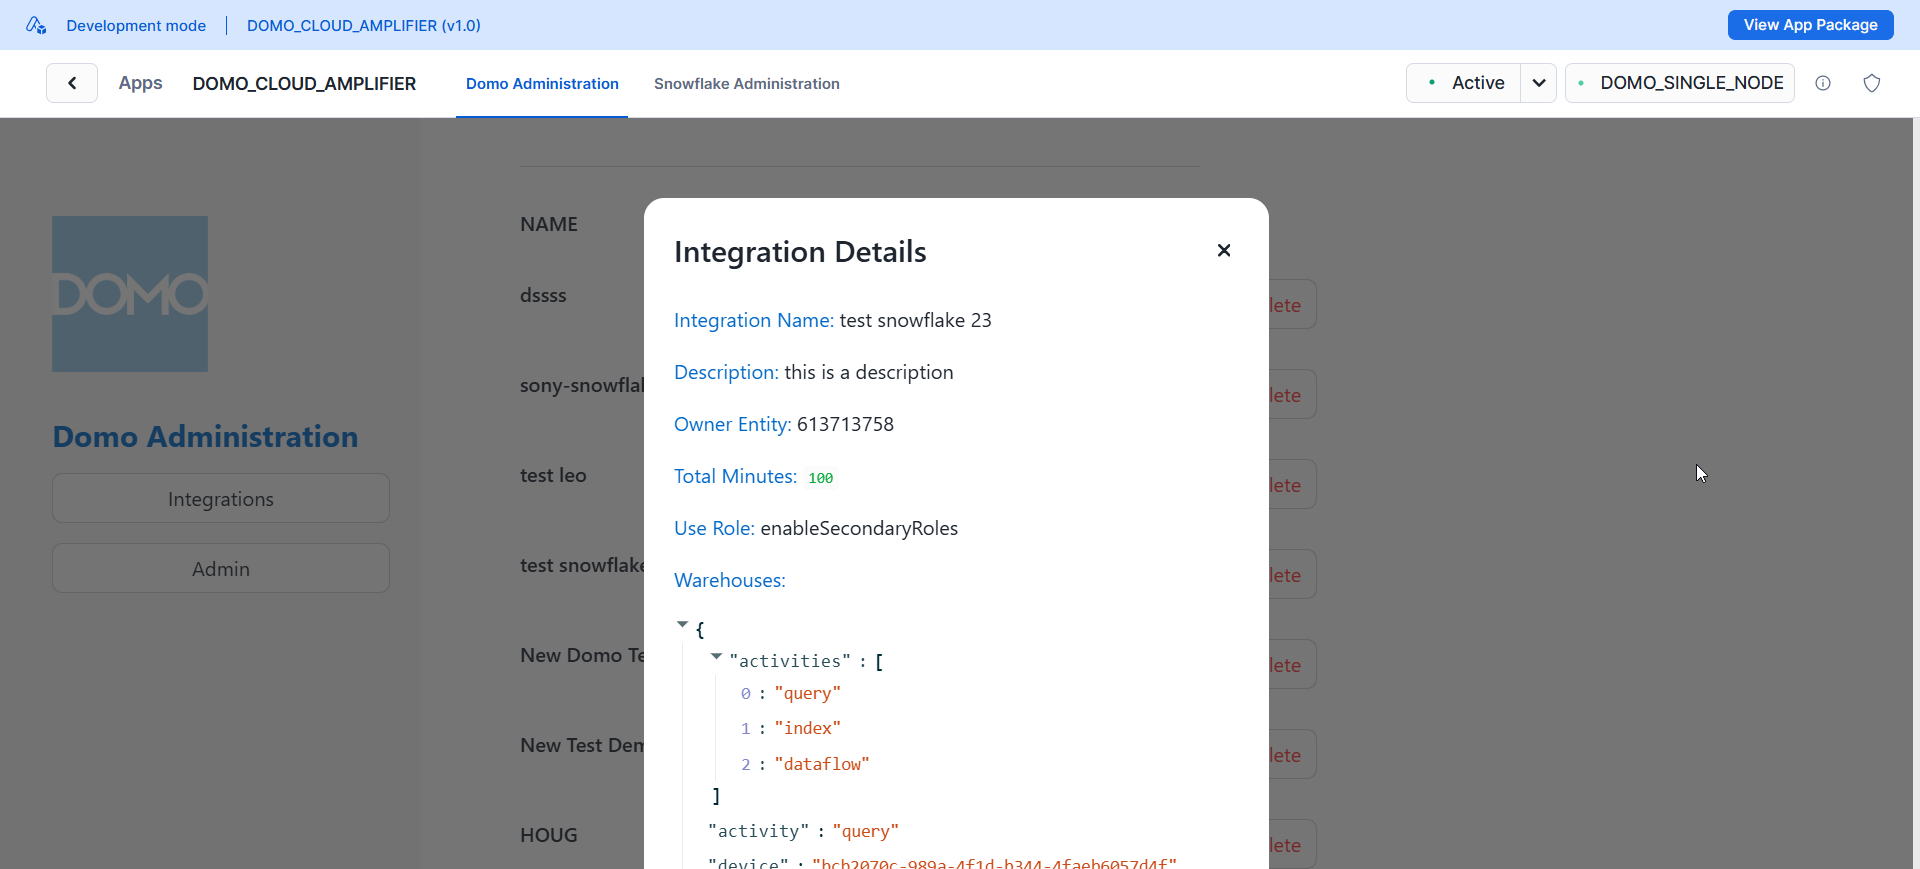 Development mode
DOMO_CLOUD_AMPLIFIER (v1.0)
View App Package
Apps
DOMO_CLOUD_AMPLIFIER
Domo Administration
Snowflake Administration
Active
DOMO_SINGLE_NODE
DOMO
Domo Administration
Integrations
Admin
NAME
dssss
lete
sony-snowflak
lete
test leo
lete
test snowflake
lete
New Domo Te
lete
New Test Dem
lete
HOUG
lete
Integration Details
Integration Name: test snowflake 23
Description: this is a description
Owner Entity: 613713758
Total Minutes: 100
Use Role: enableSecondaryRoles
Warehouses:
{
"activities" : [
0 : "query"
1 : "index"
2 : "dataflow"
]
"activity" : "query"
"device" :